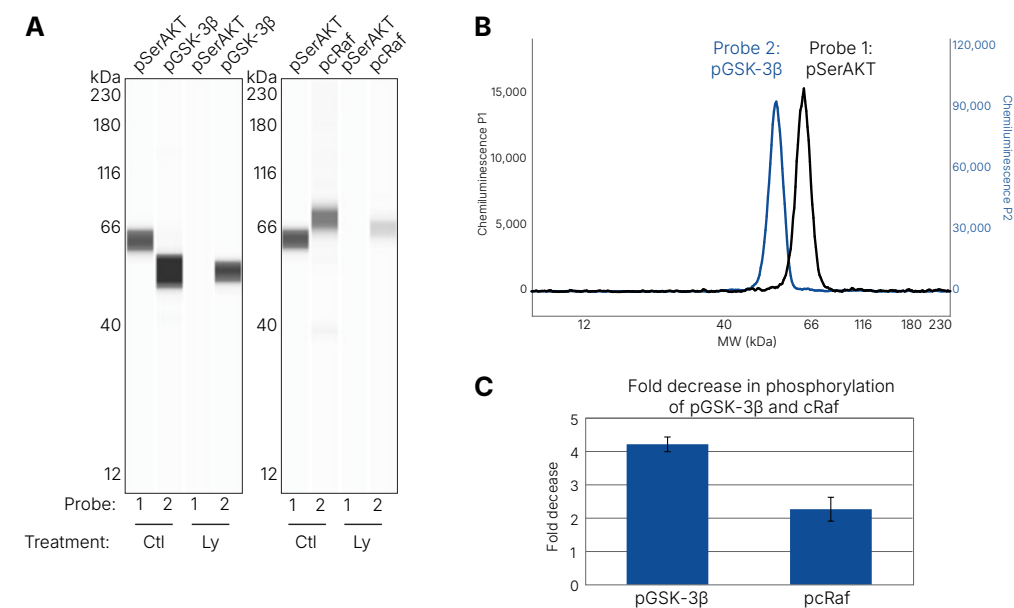 A
pSerAKT
pGSK-3β
pSerAKT
pGSK-3β
kDa
230
180
116
66
40
12
pSerAKT
pcRaf
pSerAKT
pcRaf
kDa
230
180
116
66
40
12
Probe: 1 2 1 2 1 2 1 2
Treatment: Ctl Ly Ctl Ly
B
Probe 2:
pGSK-3β
Probe 1:
pSerAKT
Chemiluminescence P1
15,000
10,000
5,000
0
120,000
90,000
60,000
30,000
0
Chemiluminescence P2
12 40 66 116 180 230
MW (kDa)
C
Fold decrease in phosphorylation
of pGSK-3β and cRaf
Fold decease
5
4
3
2
1
0
pGSK-3β pcRaf